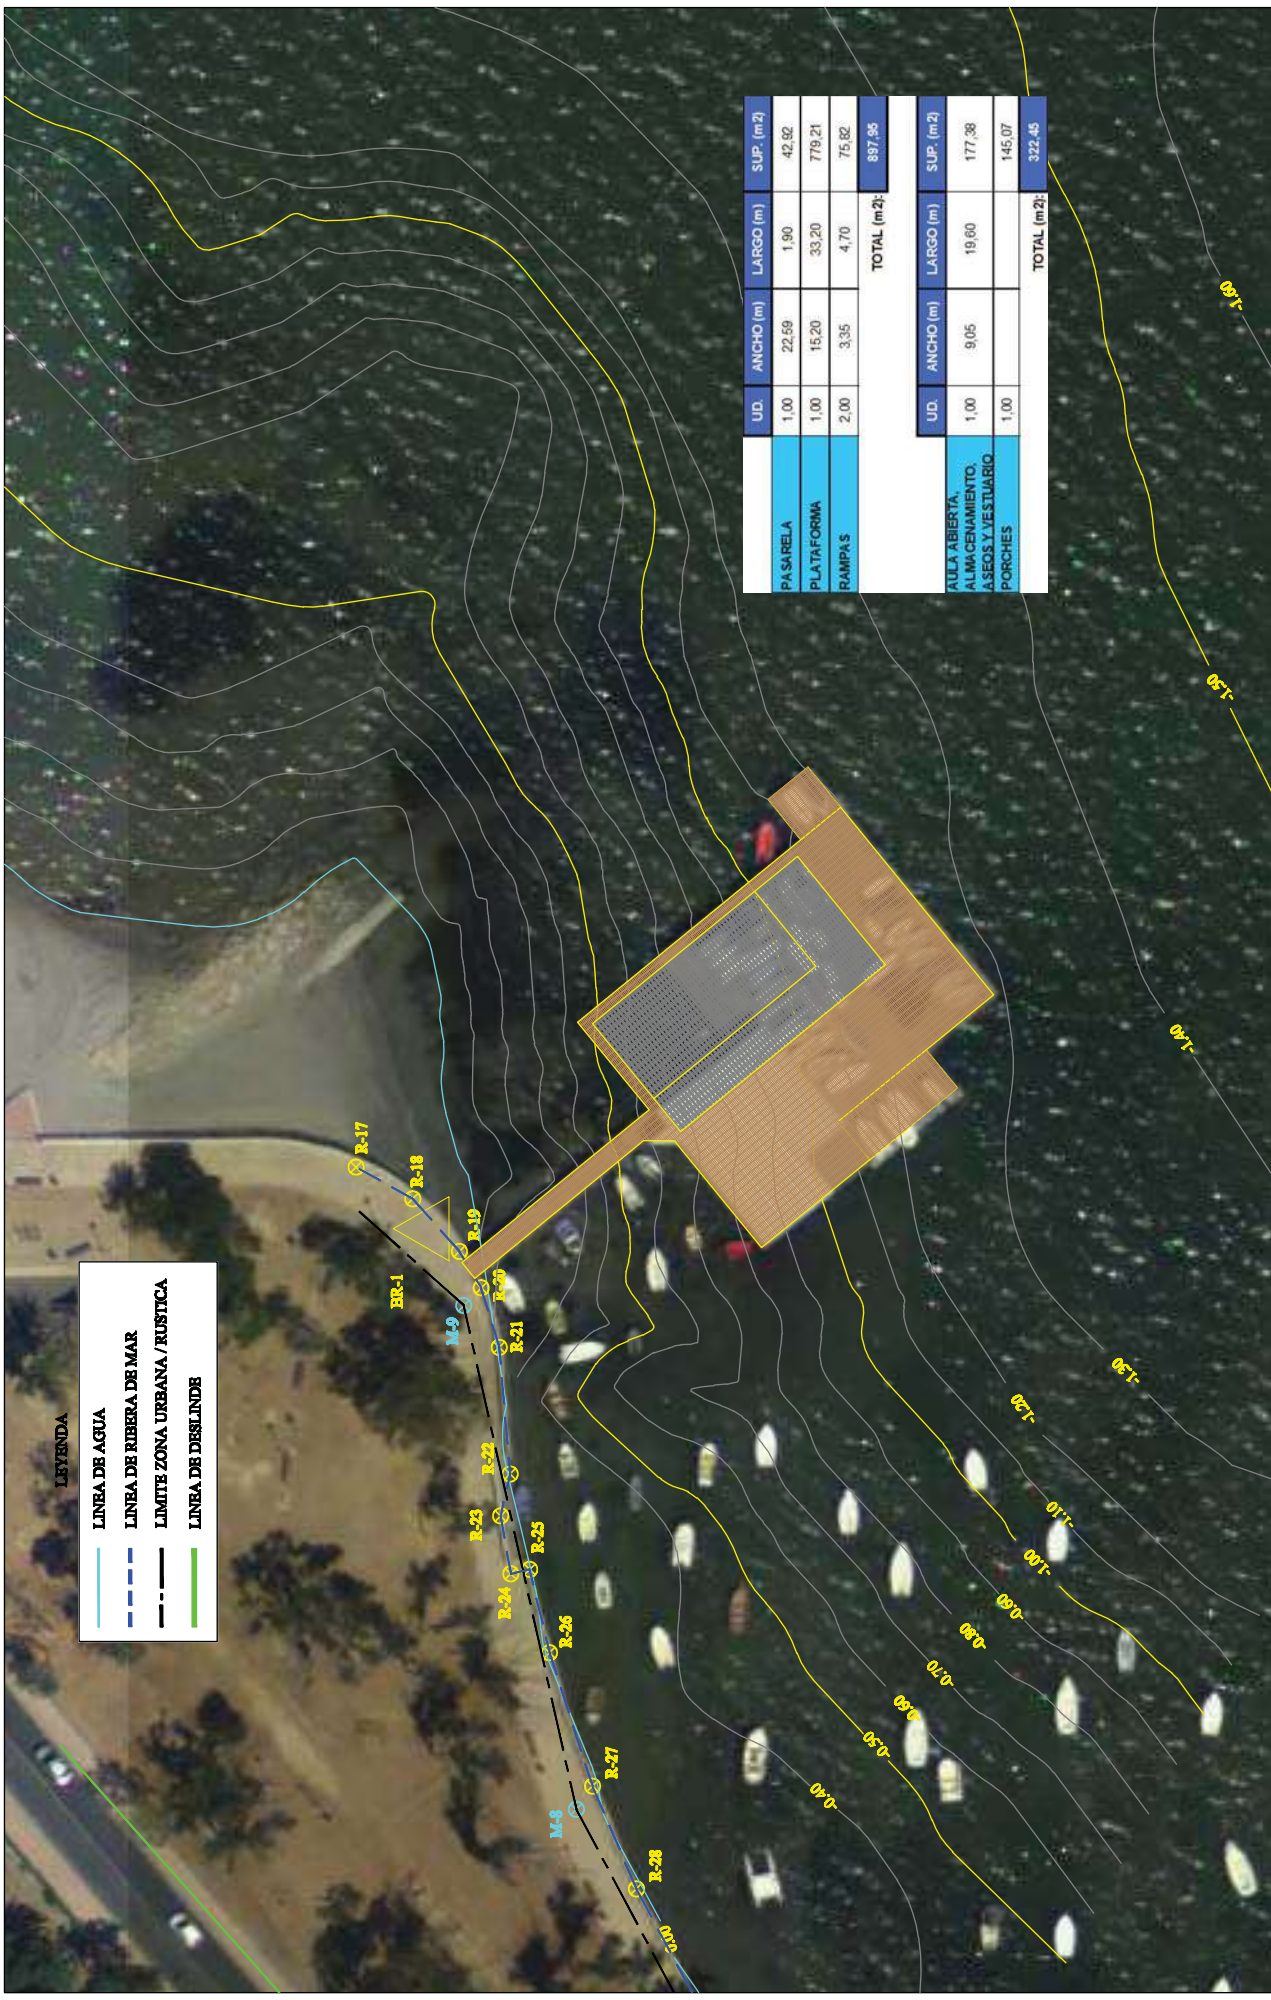 LEYENDA
LINEA DE AGUA
LINEA DE RIBERA DE MAR
LIMITE ZONA URBANA / RUSTICA
LINEA DE DESLINDE
M-8
M-9
BR-1
R-28
R-27
R-26
R-24
R-25
R-23
R-22
R-21
R-20
R-19
R-18
R-17
0.00
-0.40
-0.50
-0.60
-0.70
-0.80
-0.60
-1.00
-1.10
-1.20
-1.30
-1.40
-1.50
-1.60
UD. ANCHO (m) LARGO (m) SUP. (m2)
PASARELA 1,00 22,59 1,90 42,92
PLATAFORMA 1,00 15,20 33,20 779,21
RAMPAS 2,00 3,35 4,70 75,82
TOTAL (m2): 897,95
UD. ANCHO (m) LARGO (m) SUP. (m2)
AULA ABIERTA,
ALMACENAMIENTO, 1,00 9,05 19,60 177,38
ASEOS Y VESTUARIO
PORCHES 1,00 145,07
TOTAL (m2): 322,45